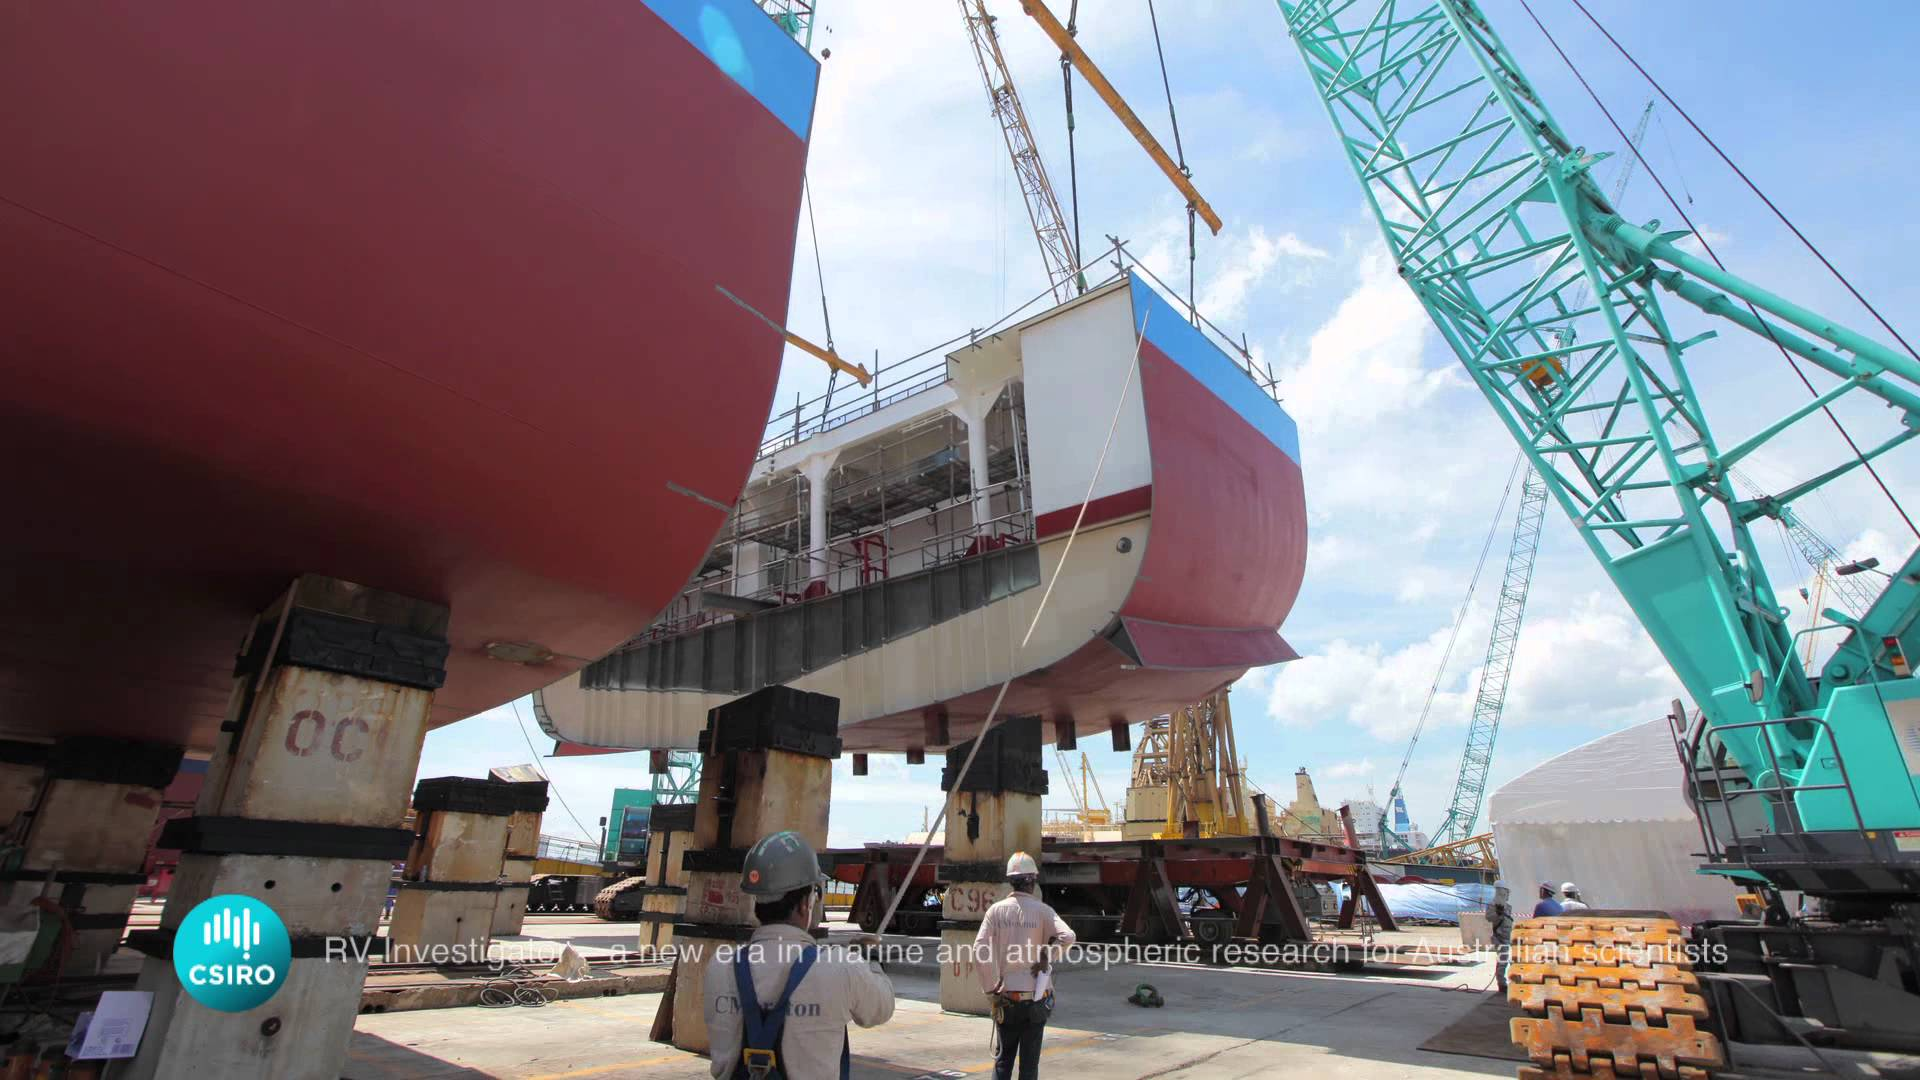 OC
C96
CSIRO
RV Investigator - a new era in marine and atmospheric research for Australian scientists